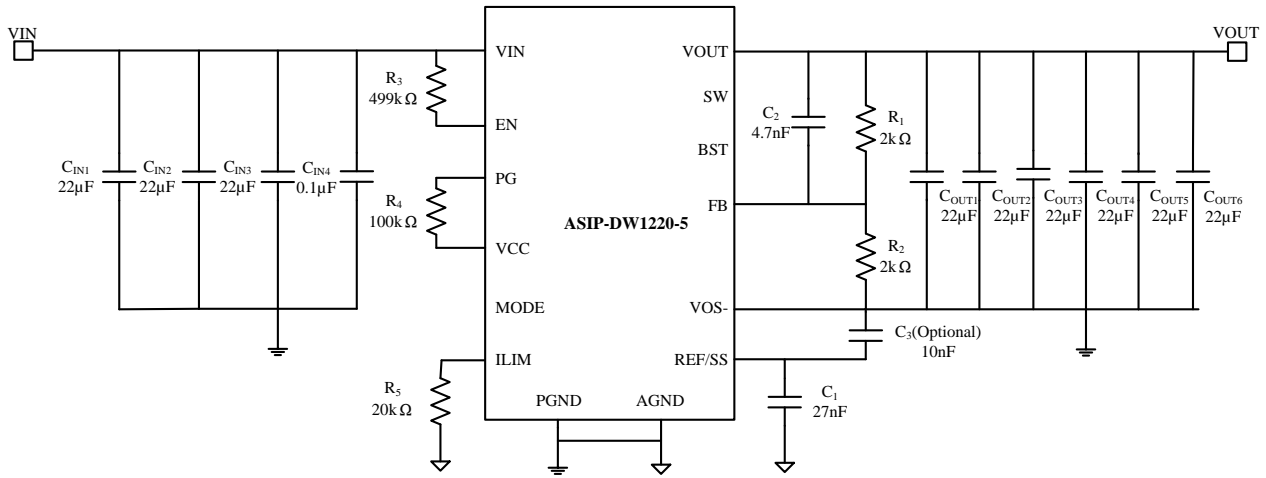 VIN
VOUT
R3
499kΩ
VIN
EN
PG
VCC
MODE
ILIM
R4
100kΩ
R5
20kΩ
CIN1
22µF
CIN2
22µF
CIN3
22µF
CIN4
0.1µF
ASIP-DW1220-5
PGND
AGND
VOUT
SW
BST
FB
VOS-
REF/SS
C2
4.7nF
R1
2kΩ
R2
2kΩ
C3(Optional)
10nF
C1
27nF
COUT1
22µF
COUT2
22µF
COUT3
22µF
COUT4
22µF
COUT5
22µF
COUT6
22µF